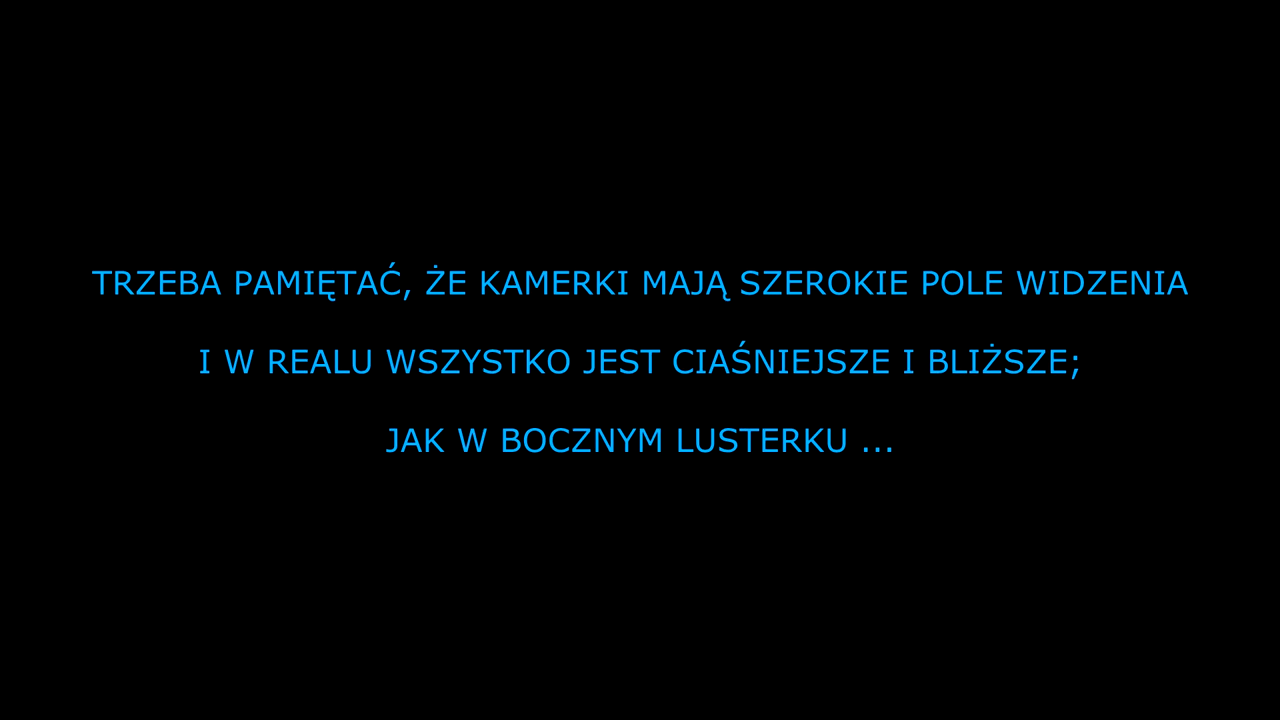 TRZEBA PAMIĘTAĆ, ŻE KAMERKI MAJĄ SZEROKIE POLE WIDZENIA
I W REALU WSZYSTKO JEST CIAŚNIEJSZE I BLIŻSZE;
JAK W BOCZNYM LUSTERKU ...